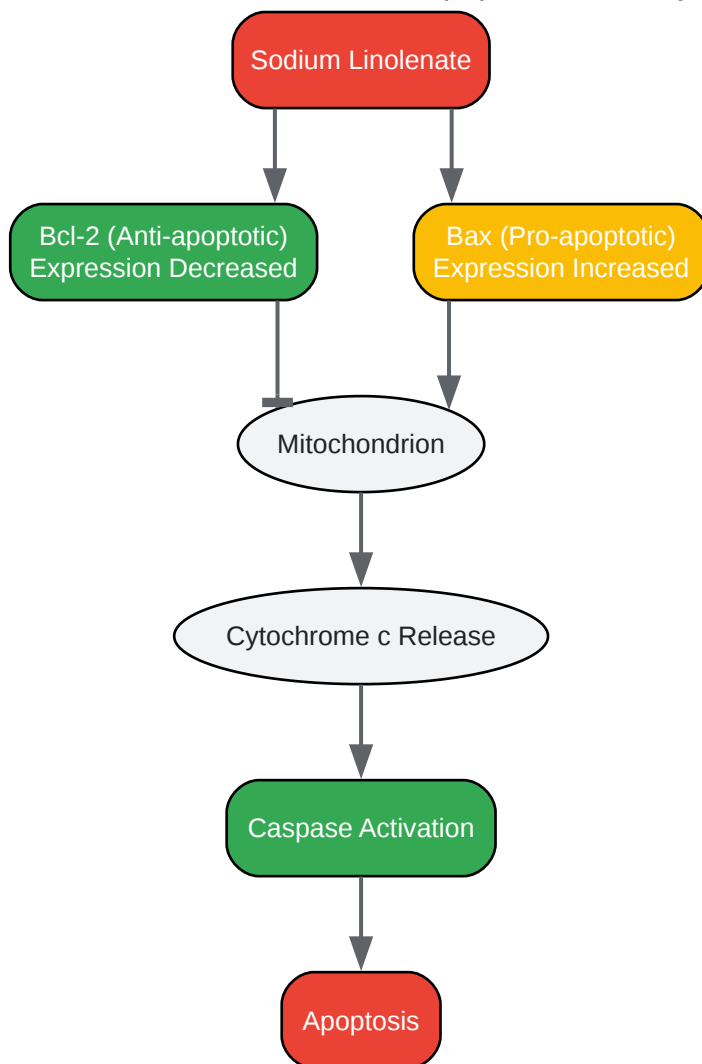 Sodium Linolenate
Bcl-2 (Anti-apoptotic)
Expression Decreased
Bax (Pro-apoptotic)
Expression Increased
Mitochondrion
Cytochrome c Release
Caspase Activation
Apoptosis